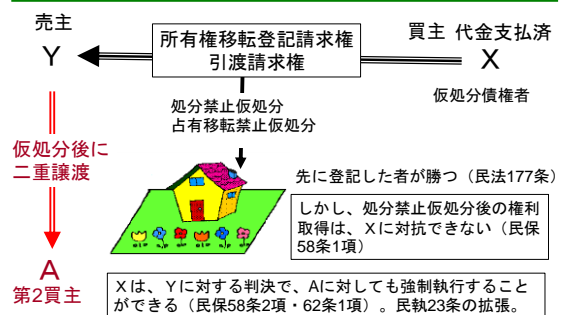 売主
Y
所有権移転登記請求権
引渡請求権
買主 代金支払済
X
仮処分債権者
処分禁止仮処分
占有移転禁止仮処分
仮処分後に
二重譲渡
先に登記した者が勝つ（民法177条）
しかし、処分禁止仮処分後の権利
取得は、Xに対抗できない（民保
58条1項）
A
第2買主
Xは、Yに対する判決で、Aに対しても強制執行すること
ができる（民保58条2項・62条1項）。民執23条の拡張。